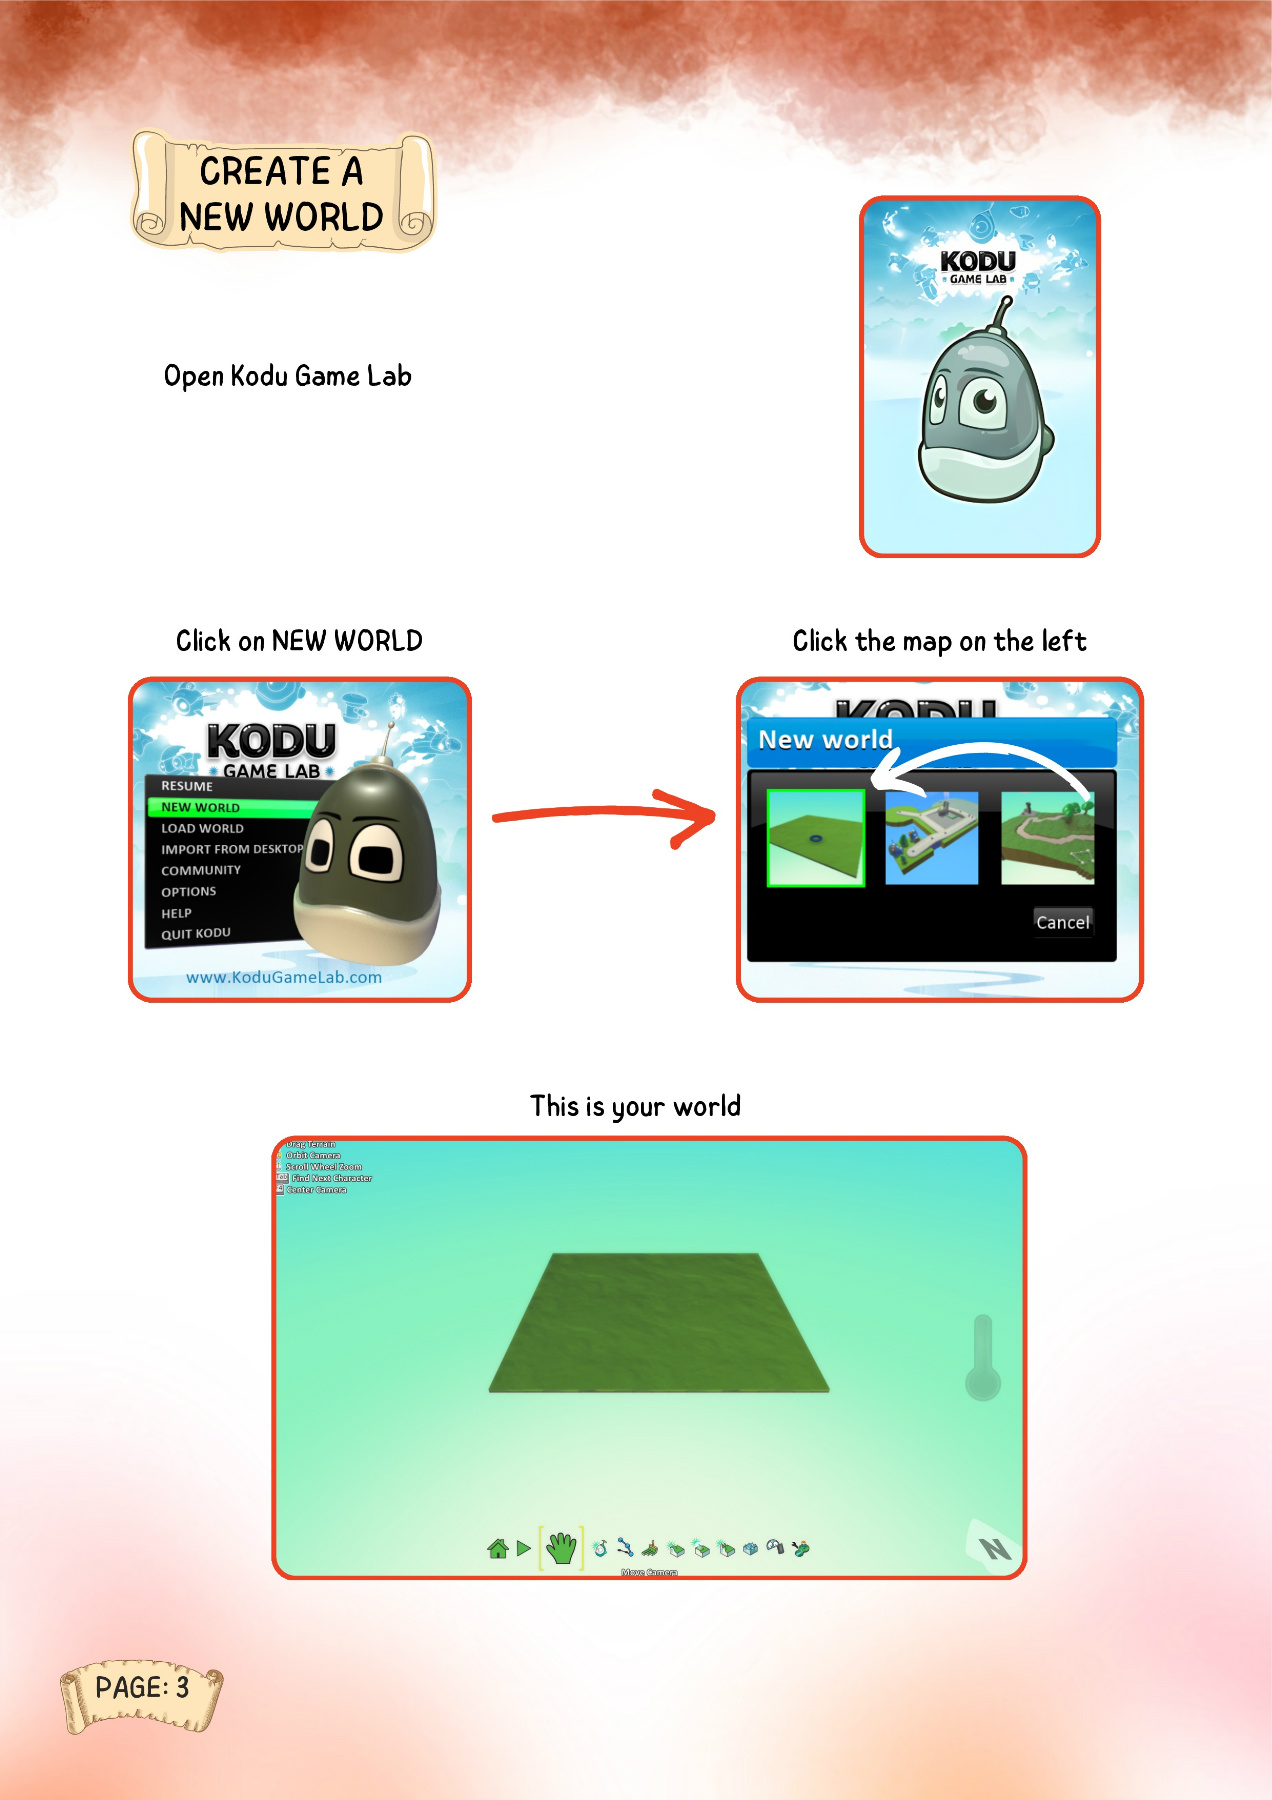 CREATE A
NEW WORLD
KODU
GAME LAB
Open Kodu Game Lab
Click on NEW WORLD
KODU
GAME LAB
RESUME
NEW WORLD
LOAD WORLD
IMPORT FROM DESKTOP
COMMUNITY
OPTIONS
HELP
QUIT KODU
www.KoduGameLab.com
Click the map on the left
KODU
New world
Cancel
This is your world
Drag Terrain
Orbit Camera
Scroll Wheel Zoom
Find Next Character
Center Camera
Move Camera
N
PAGE: 3